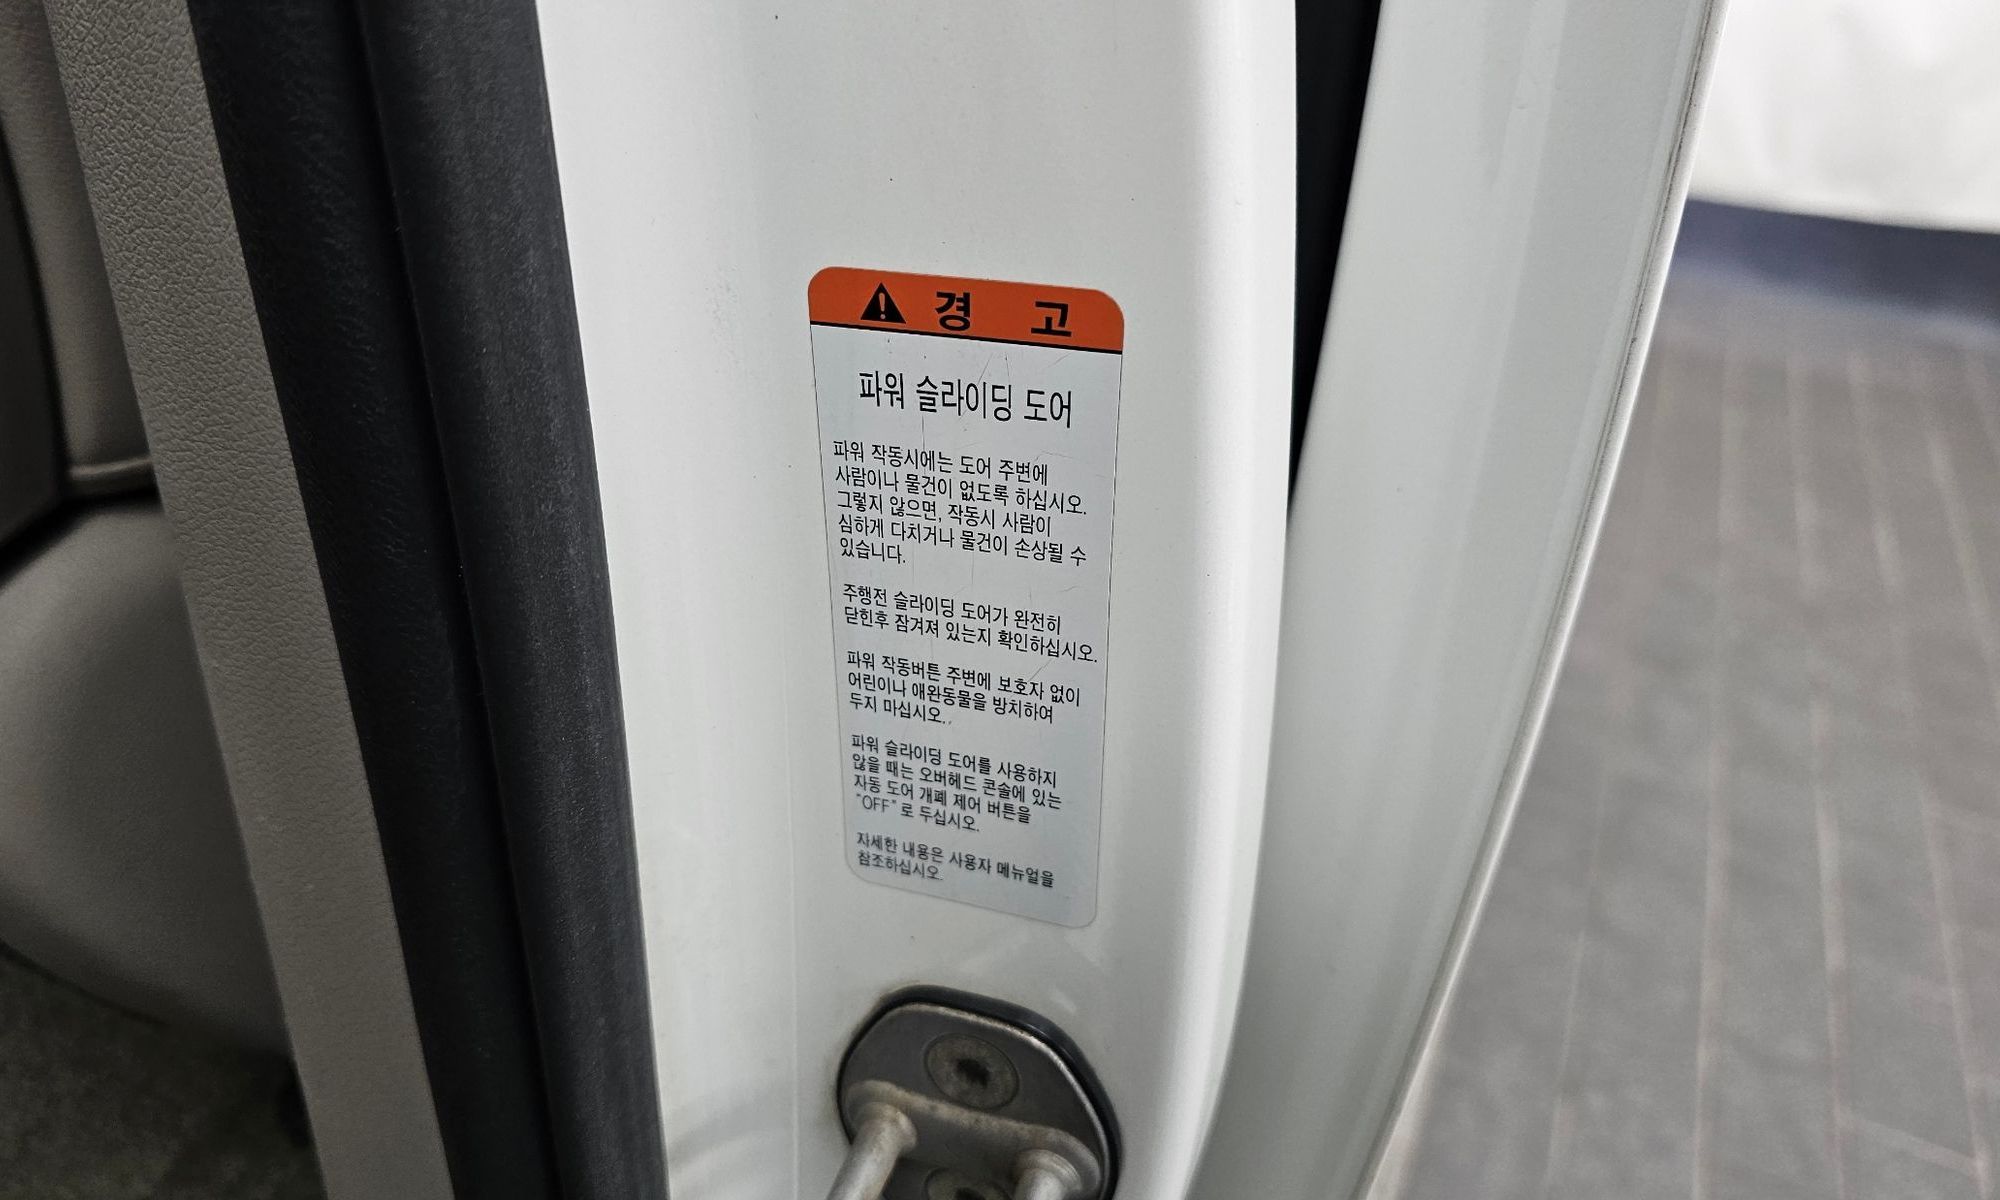 경 고
파워 슬라이딩 도어
파워 작동시에는 도어 주변에
사람이나 물건이 없도록 하십시오.
그렇지 않으면, 작동시 사람이
심하게 다치거나 물건이 손상될 수
있습니다.
주행전 슬라이딩 도어가 완전히
닫힌후 잠겨져 있는지 확인하십시오.
파워 작동버튼 주변에 보호자 없이
어린이나 애완동물을 방치하여
두지 마십시오.
파워 슬라이딩 도어를 사용하지
않을 때는 오버헤드 콘솔에 있는
자동 도어 개폐 제어 버튼을
"OFF" 로 두십시오.
자세한 내용은 사용자 메뉴얼을
참조하십시오.